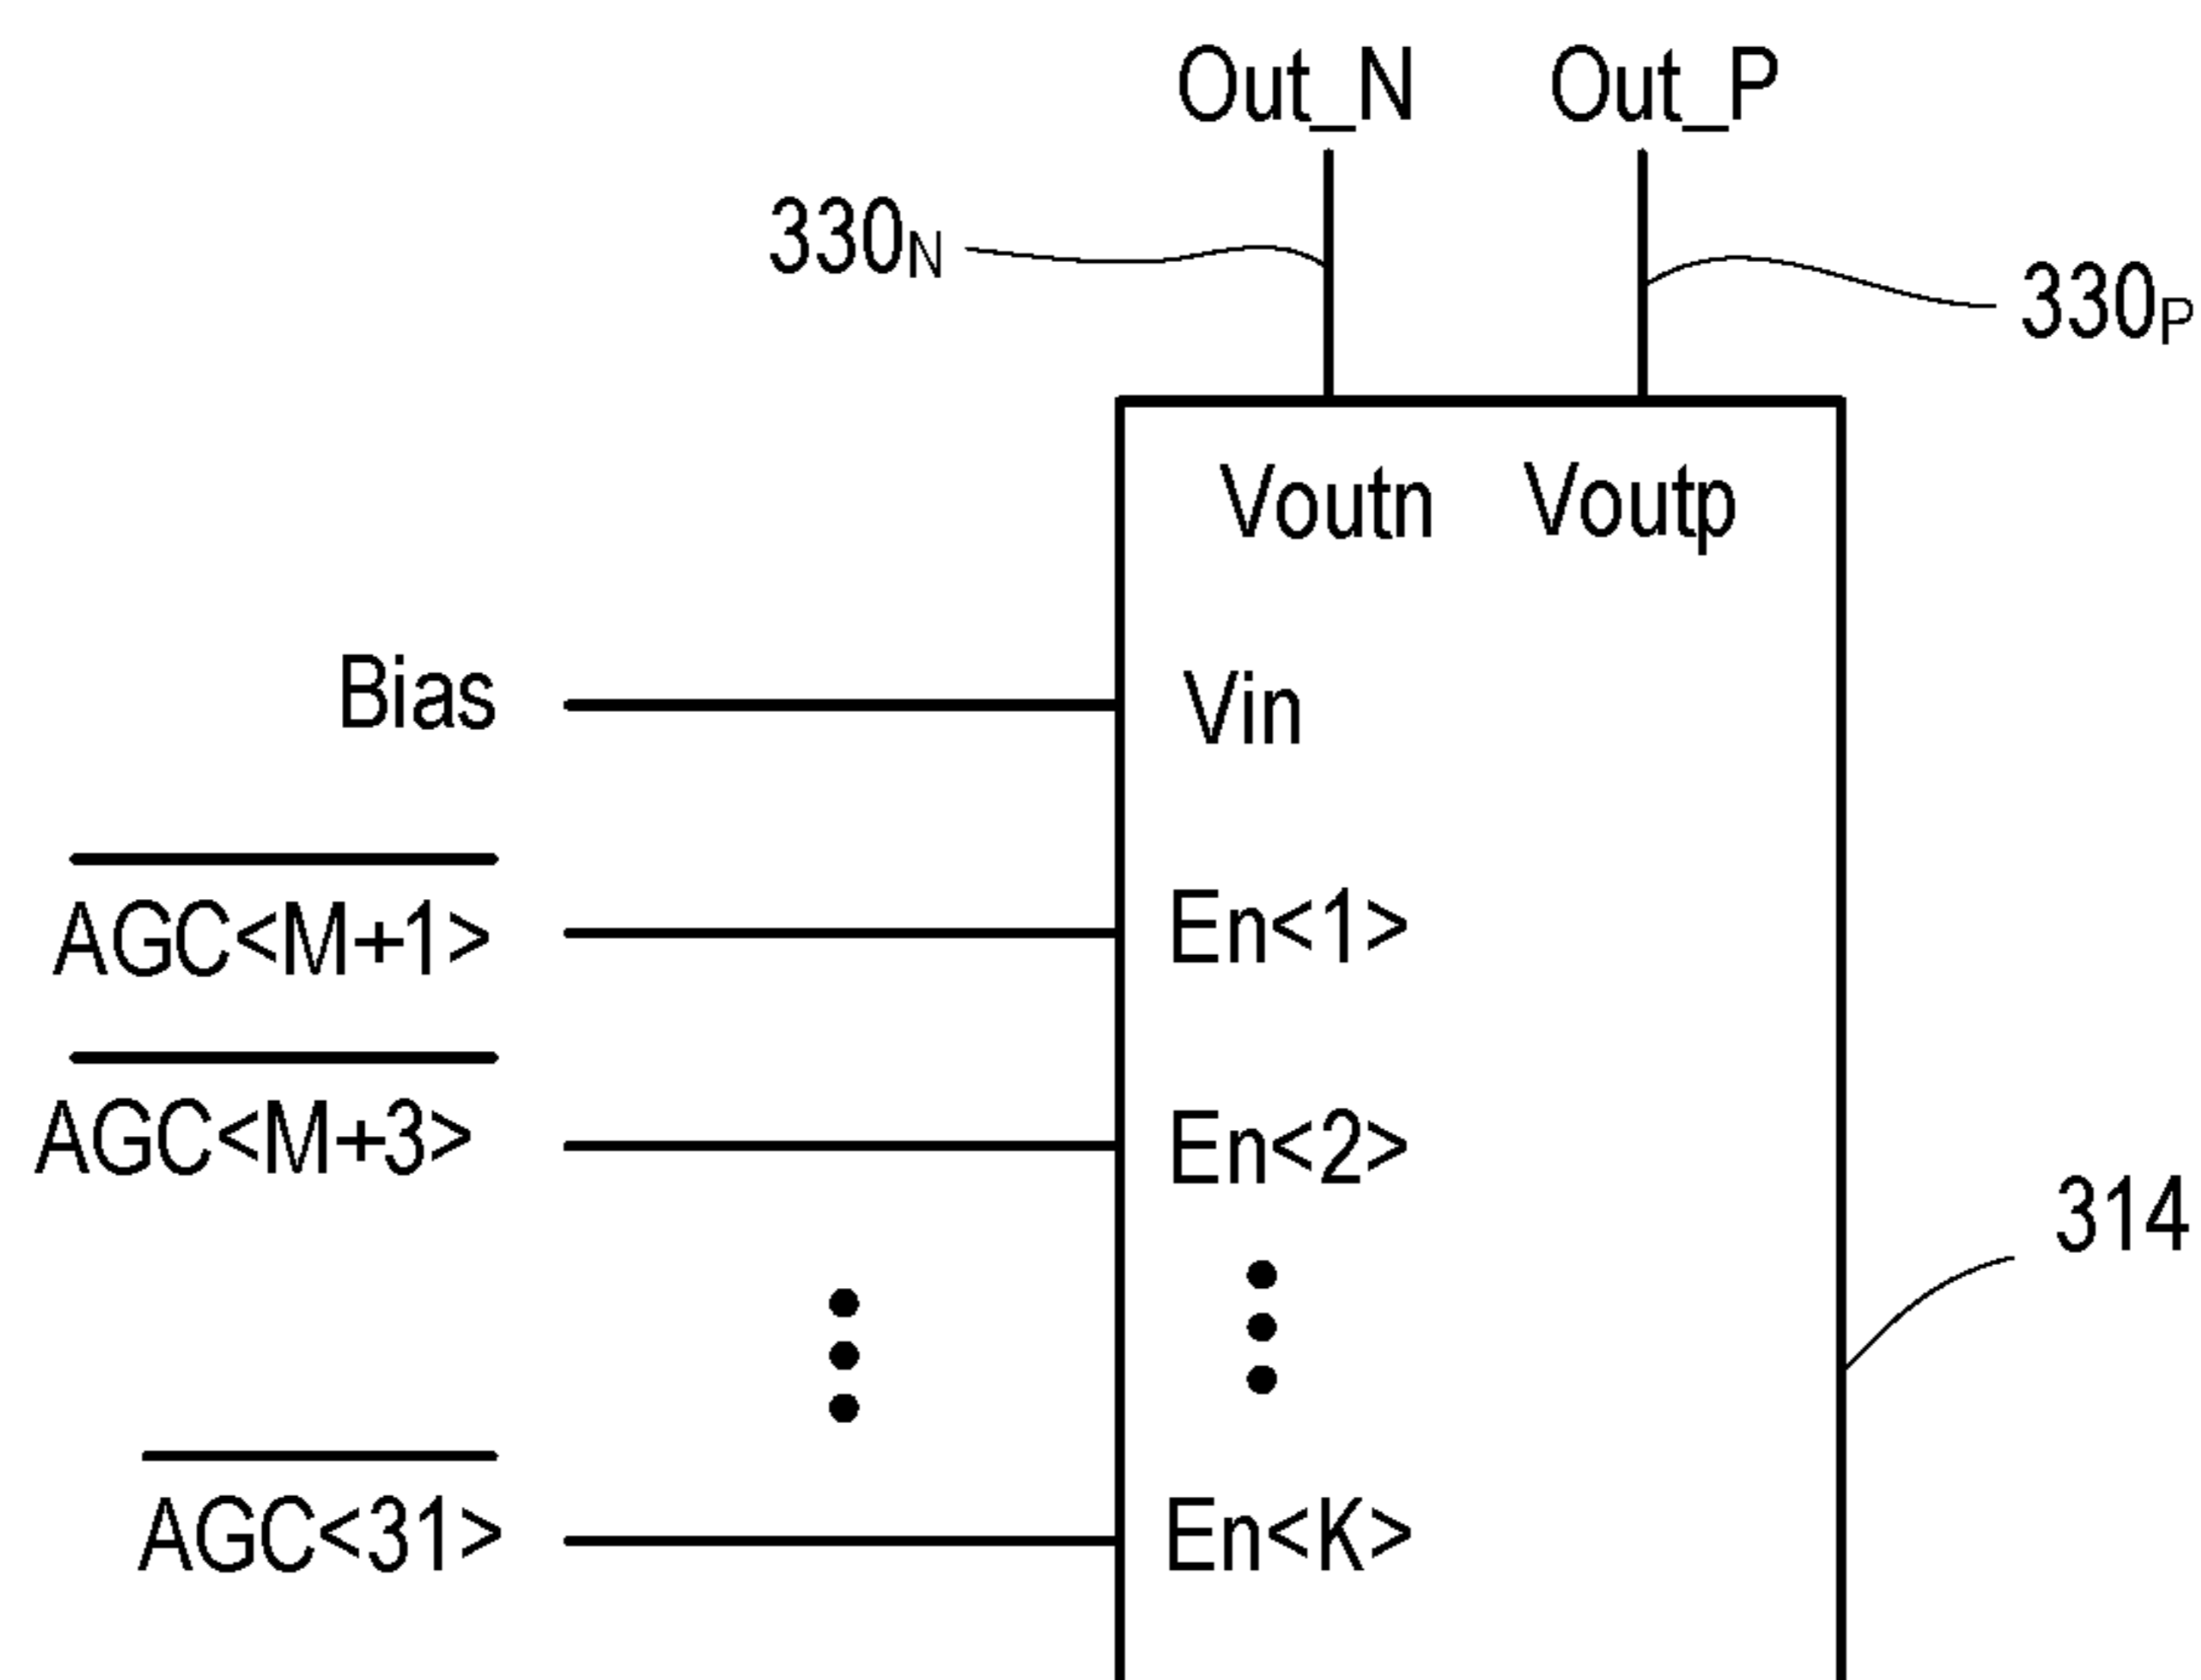 Out_N Out_P
330N
330P
Voutn Voutp
Bias Vin
AGC<M+1> En<1>
AGC<M+3> En<2>
314
AGC<31> En<K>